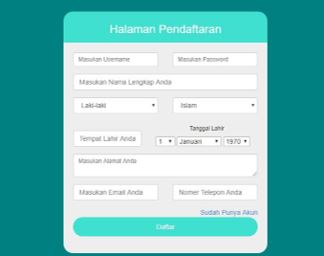 Halaman Pendaftaran
Masukan Username Masukan Password
Masukan Nama Lengkap Anda
Laki-laki Islam
Tanggal Lahir
Tempat Lahir Anda 1 Januari 1970
Masukan Alamat Anda
Masukan Email Anda Nomer Telepon Anda
Sudah Punya Akun
Daftar